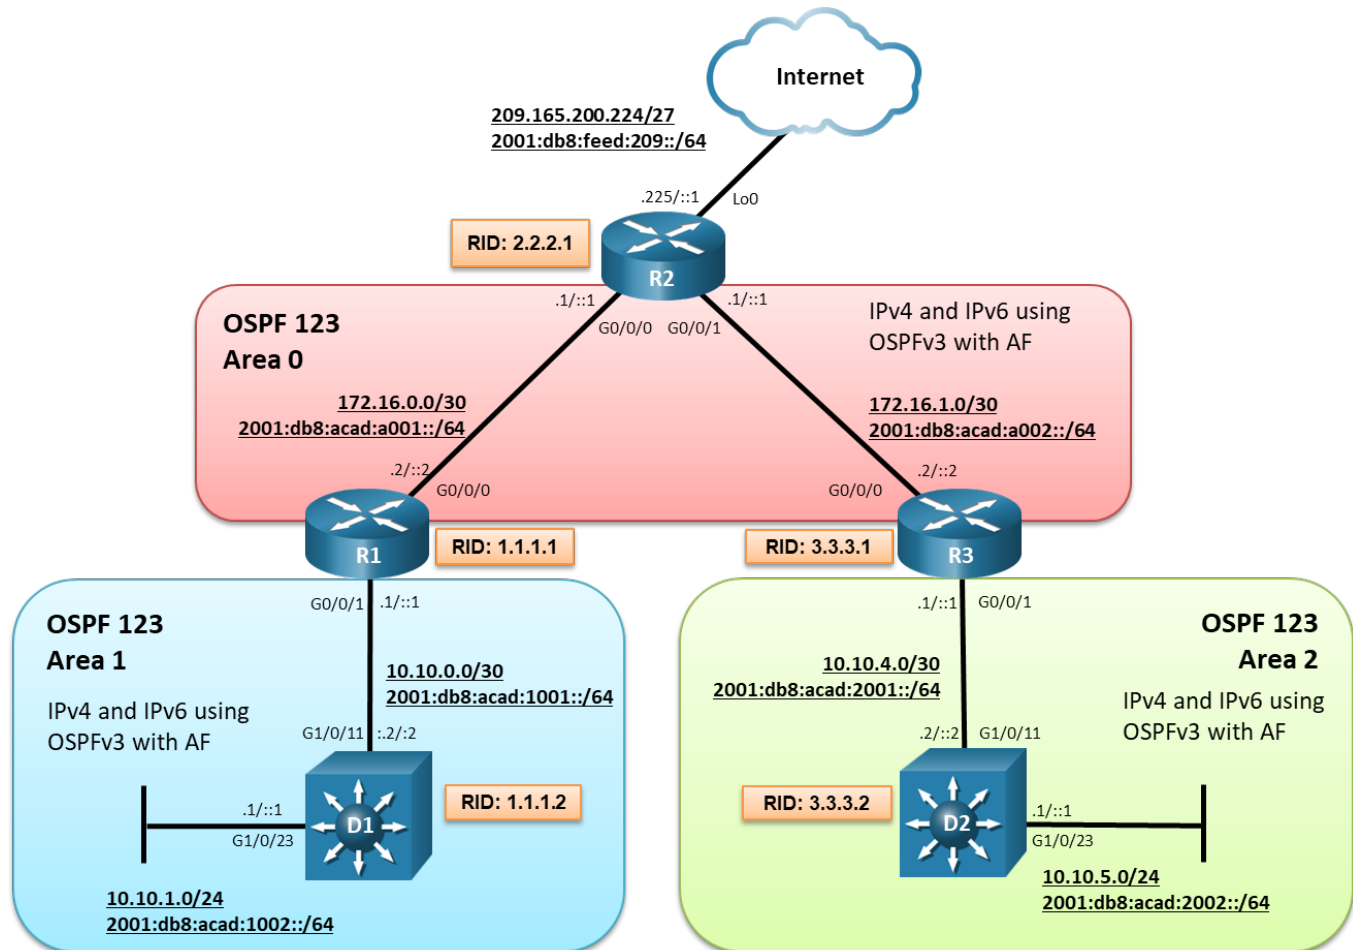 Internet
209.165.200.224/27
2001:db8:feed:209::/64
.225/::1
Lo0
RID: 2.2.2.1
R2
.1/::1
.1/::1
G0/0/0
G0/0/1
OSPF 123
Area 0
IPv4 and IPv6 using
OSPFv3 with AF
172.16.0.0/30
2001:db8:acad:a001::/64
172.16.1.0/30
2001:db8:acad:a002::/64
.2/::2
G0/0/0
.2/::2
G0/0/0
R1
RID: 1.1.1.1
RID: 3.3.3.1
R3
G0/0/1
.1/::1
OSPF 123
Area 1
10.10.0.0/30
2001:db8:acad:1001::/64
IPv4 and IPv6 using
OSPFv3 with AF
G1/0/11
:.2/:2
D1
RID: 1.1.1.2
.1/::1
G1/0/23
10.10.1.0/24
2001:db8:acad:1002::/64
.1/::1
G0/0/1
OSPF 123
Area 2
10.10.4.0/30
2001:db8:acad:2001::/64
IPv4 and IPv6 using
OSPFv3 with AF
.2/::2
G1/0/11
RID: 3.3.3.2
D2
.1/::1
G1/0/23
10.10.5.0/24
2001:db8:acad:2002::/64